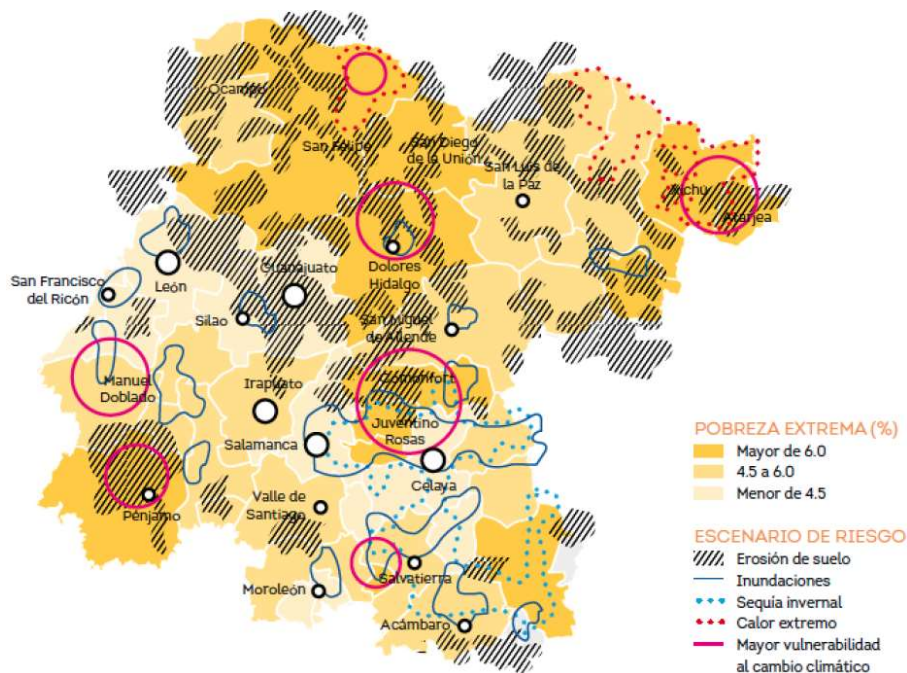 Ocampo
San Felipe
San Diego
de la Unión
San Luis de
la Paz
Xichú
Atarjea
San Francisco
del Ricón
León
Guanajuato
Silao
Dolores
Hidalgo
San Miguel
de Allende
Manuel
Doblado
Irapuato
Comonfort
Juventino
Rosas
Salamanca
Celaya
Pénjamo
Valle de
Santiago
Moroleón
Salvatierra
Acámbaro
POBREZA EXTREMA (%)
Mayor de 6.0
4.5 a 6.0
Menor de 4.5
ESCENARIO DE RIESGO
Erosión de suelo
Inundaciones
Sequía invernal
Calor extremo
Mayor vulnerabilidad
al cambio climático